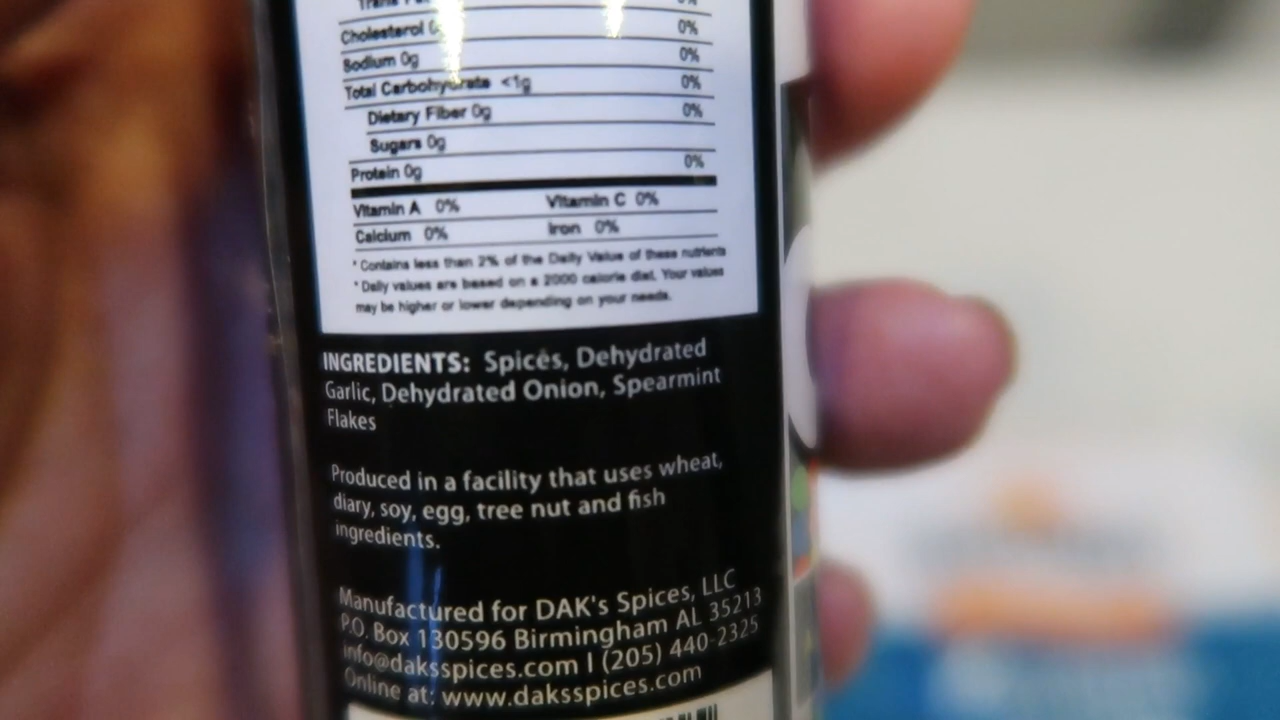 Cholesterol 0g 0%
Sodium 0g 0%
Total Carbohydrate <1g 0%
Dietary Fiber 0g 0%
Sugars 0g
Protein 0g 0%
Vitamin A 0% Vitamin C 0%
Calcium 0% Iron 0%
* Contains less than 2% of the Daily Value of these nutrients
* Daily values are based on a 2000 calorie diet. Your values
may be higher or lower depending on your needs.
INGREDIENTS: Spices, Dehydrated
Garlic, Dehydrated Onion, Spearmint
Flakes
Produced in a facility that uses wheat,
diary, soy, egg, tree nut and fish
ingredients.
Manufactured for DAK's Spices, LLC
P.O. Box 130596 Birmingham AL 35213
info@daksspices.com I (205) 440-2325
Online at: www.daksspices.com